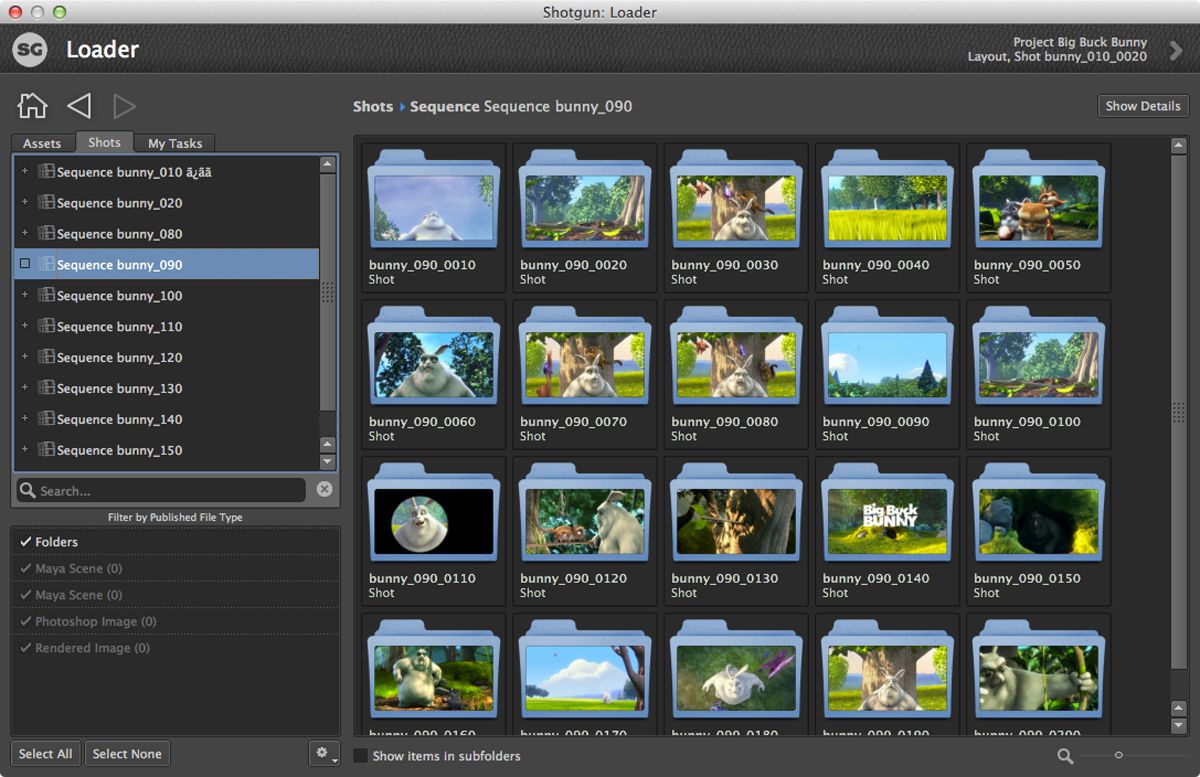 Shotgun: Loader
SG Loader
Project Big Buck Bunny
Layout, Shot bunny_010_0020
Shots Sequence Sequence bunny_090
Show Details
Assets Shots My Tasks
Sequence bunny_010 ã¿ãã
Sequence bunny_020
Sequence bunny_080
Sequence bunny_090
Sequence bunny_100
Sequence bunny_110
Sequence bunny_120
Sequence bunny_130
Sequence bunny_140
Sequence bunny_150
Search...
Filter by Published File Type
Folders
Maya Scene (0)
Maya Scene (0)
Photoshop Image (0)
Rendered Image (0)
Select All Select None
bunny_090_0010
Shot
bunny_090_0020
Shot
bunny_090_0030
Shot
bunny_090_0040
Shot
bunny_090_0050
Shot
bunny_090_0060
Shot
bunny_090_0070
Shot
bunny_090_0080
Shot
bunny_090_0090
Shot
bunny_090_0100
Shot
bunny_090_0110
Shot
bunny_090_0120
Shot
bunny_090_0130
Shot
Big Buck
BUNNY
bunny_090_0140
Shot
bunny_090_0150
Shot
bunny_090_0160
bunny_090_0170
bunny_090_0180
bunny_090_0190
bunny_090_0200
Show items in subfolders